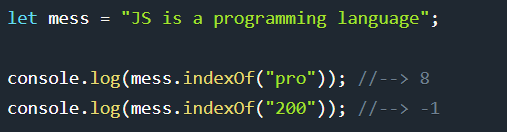 let mess = "JS is a programming language";
console.log(mess.indexOf("pro")); //--> 8
console.log(mess.indexOf("200")); //--> -1